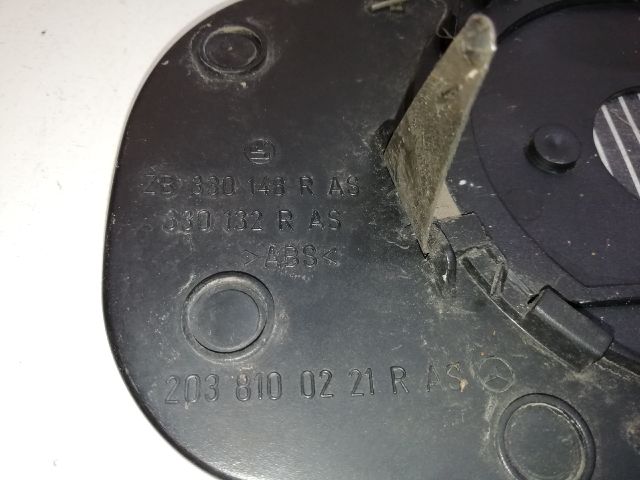 ZB 330 148 R AS
330 132 R AS
>ABS<
203 810 02 21 R AS